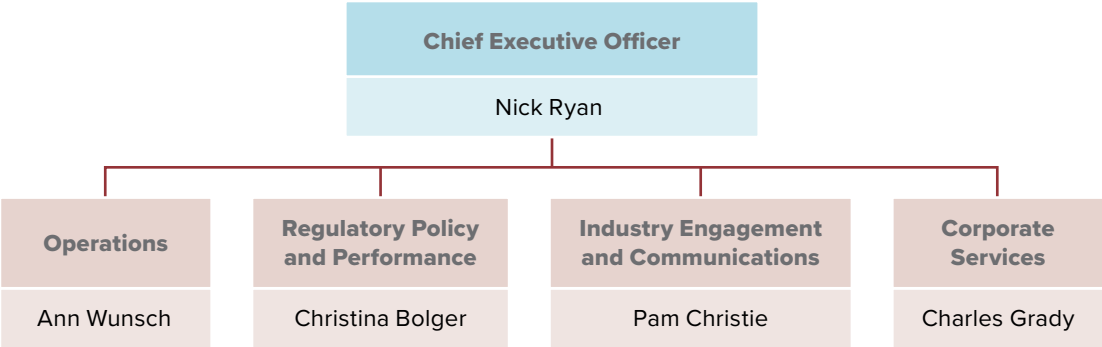 Chief Executive Officer
Nick Ryan
Operations
Ann Wunsch
Regulatory Policy
and Performance
Christina Bolger
Industry Engagement
and Communications
Pam Christie
Corporate
Services
Charles Grady